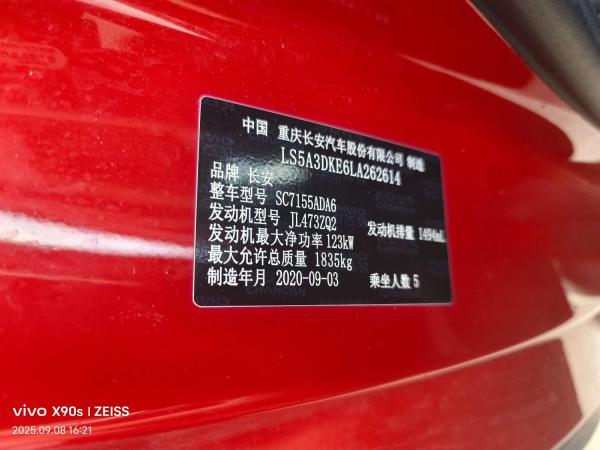 中国 重庆长安汽车股份有限公司 制造
LS5A3DKE6LA262614
品牌 长安
整车型号 SC7155ADA6
发动机型号 JL473ZQ2 发动机排量 1494mL
发动机最大净功率 123kW
最大允许总质量 1835kg
制造年月 2020-09-03 乘坐人数 5
vivo X90s | ZEISS
2025.09.08 16:21